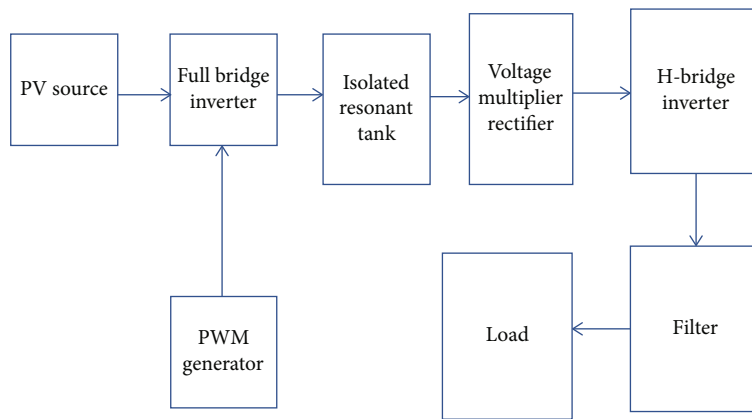 PV source
Full bridge
inverter
Isolated
resonant
tank
Voltage
multiplier
rectifier
H-bridge
inverter
PWM
generator
Load
Filter